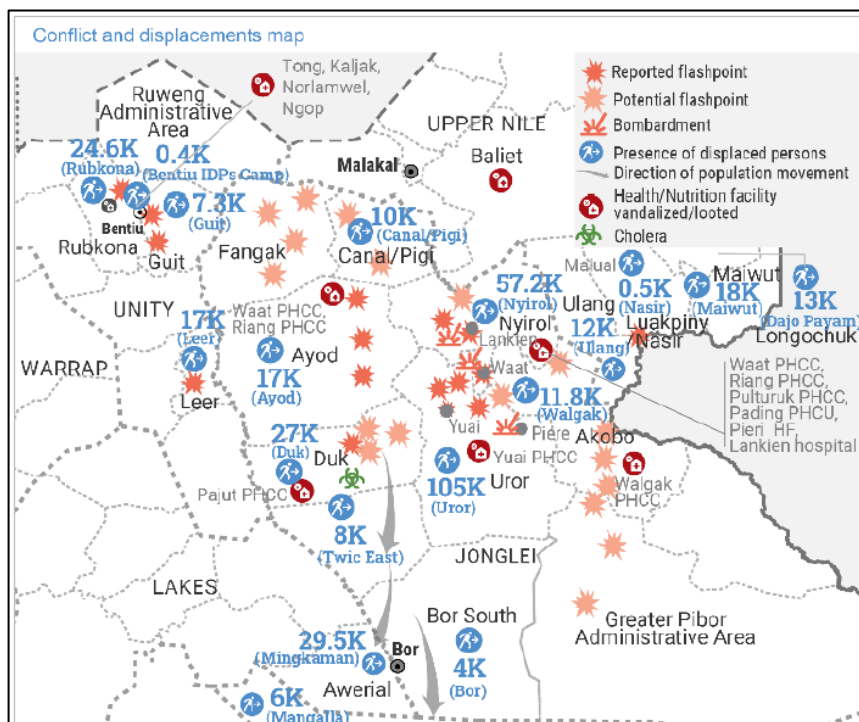 Conflict and displacements map
Tong, Kaljak,
Norlamwel,
Ngop
Ruweng
Administrative
Area
Reported flashpoint
Potential flashpoint
Bombardment
Presence of displaced persons
Direction of population movement
Health/Nutrition facility
vandalized/looted
Cholera
UPPER NILE
Baliet
Malakal
24.6K
(Rubkona)
0.4K
(Bentiu IDPs Camp)
7.3K
(Guit)
Bentiu
Rubkona
Guit
Fangak
10K
(Canal/Pigi)
Canal/Pigi
57.2K
(Nyirol)
Nyirol
Lankien
Ulang
Maiual
0.5K
(Nasir)
Maiwut
18K
(Maiwut)
13K
(Dajo Payam)
Longochuk
UNITY
Waat PHCC,
Riang PHCC
17K
(Leer)
Leer
WARRAP
Ayod
17K
(Ayod)
12K
(Ulang)
Luakpiny/
Nasir
Waat
Waat PHCC,
Riang PHCC,
Pulturuk PHCC,
Pading PHCU,
Pieri HF,
Lankien hospital
11.8K
(Walgak)
Yuai
Piere
Akobo
27K
(Duk)
Duk
Pajut PHCC
Yuai PHCC
Uror
105K
(Uror)
Walgak
PHCC
8K
(Twic East)
JONGLEI
LAKES
Bor South
4K
(Bor)
Greater Pibor
Administrative Area
29.5K
(Mingkaman)
Bor
Awerial
6K
(Mangalla)